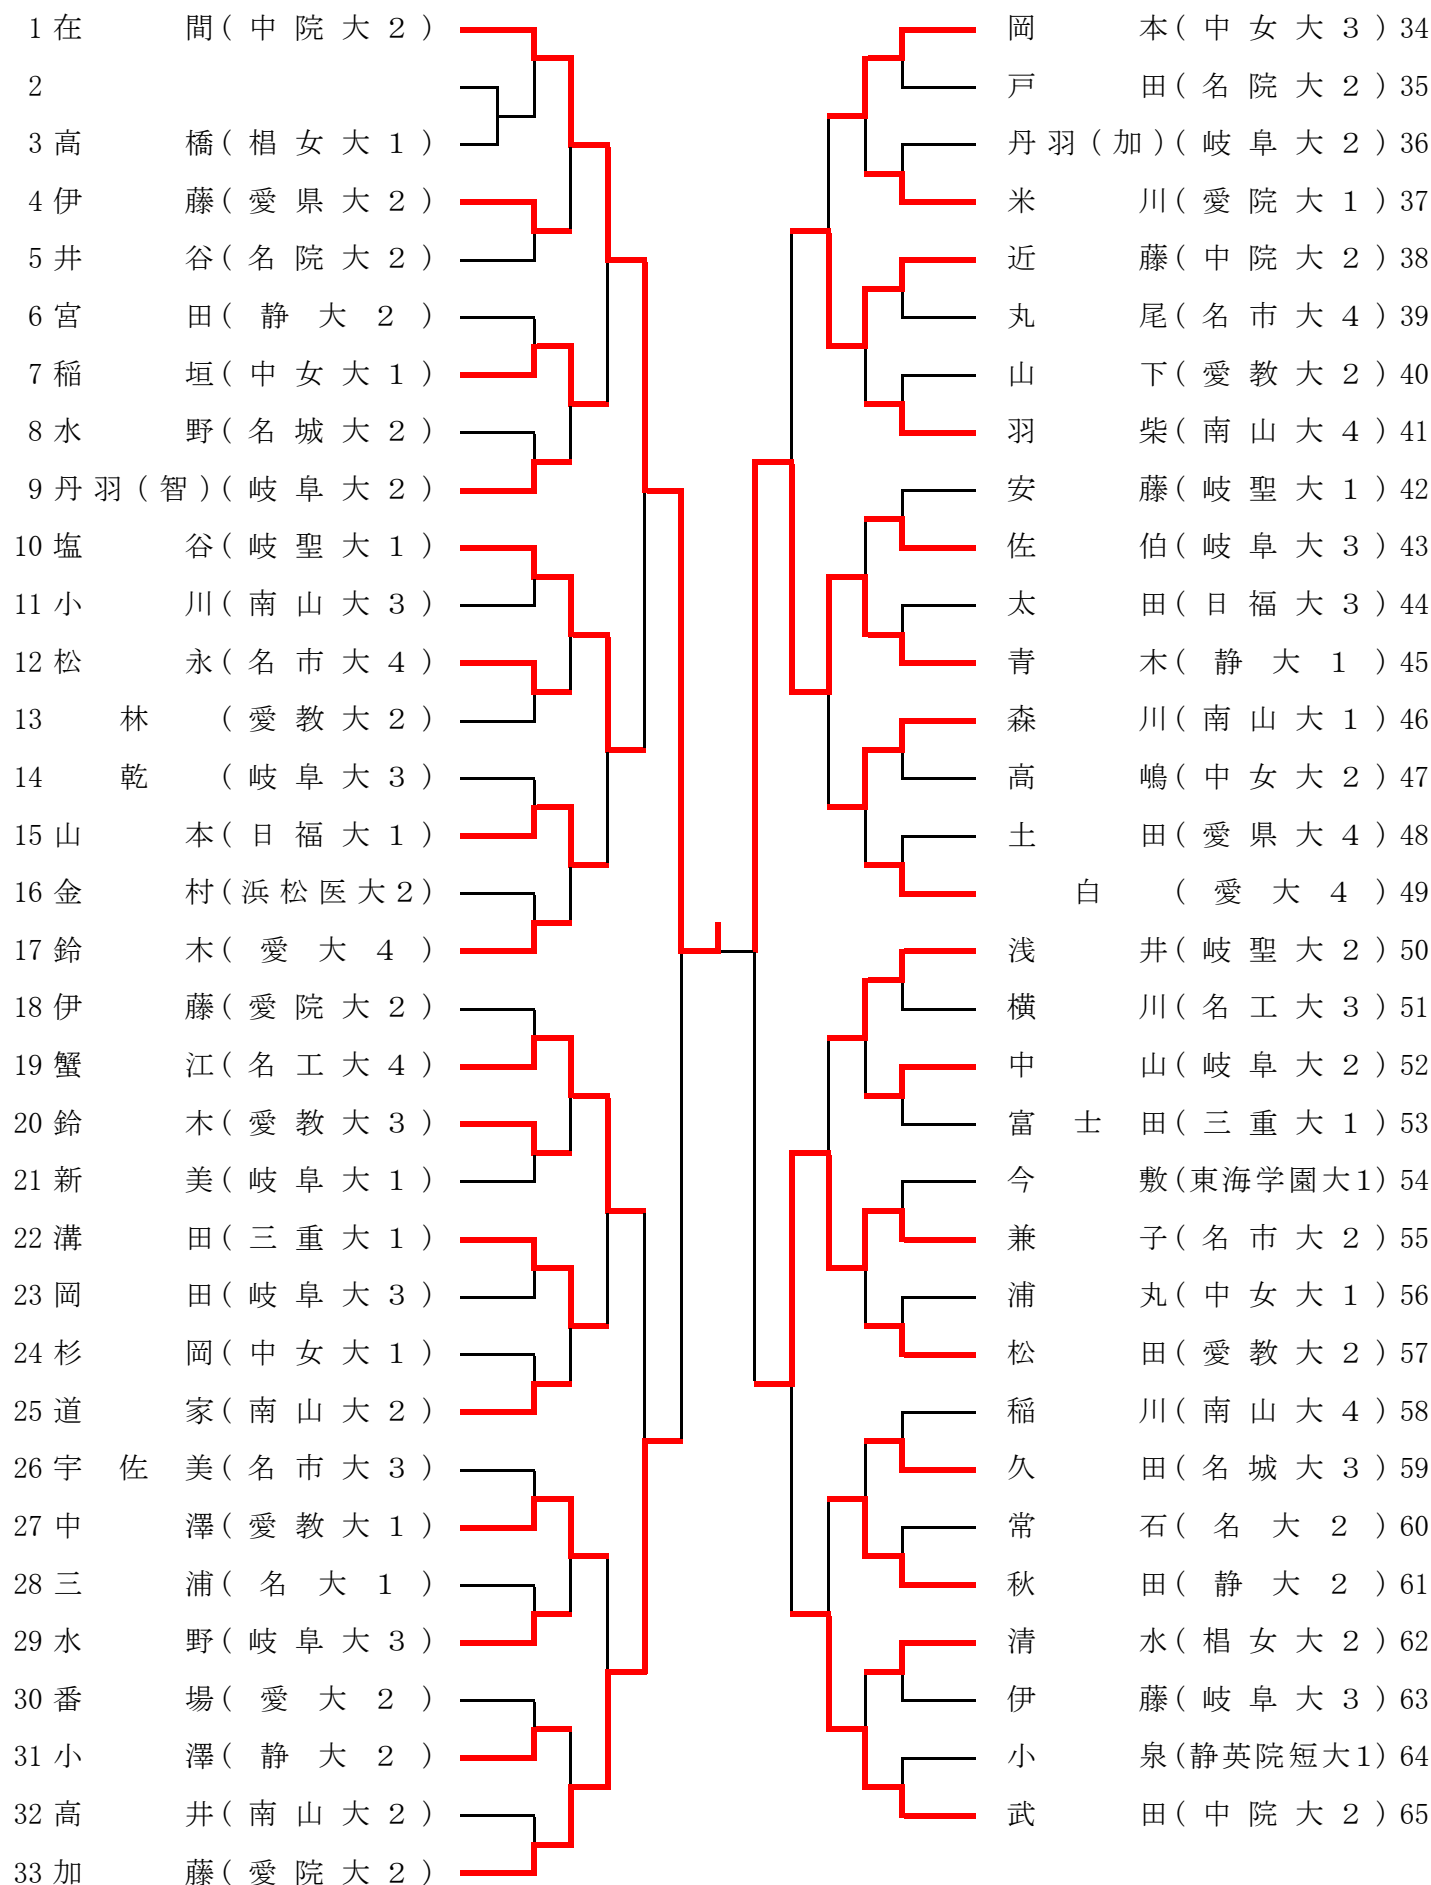 1 在間(中院大2)
2
3 高橋(椙女大1)
4 伊藤(愛県大2)
5 井谷(名院大2)
6 宮田(静大2)
7 稲垣(中女大1)
8 水野(名城大2)
9 丹羽(智)(岐阜大2)
10 塩谷(岐聖大1)
11 小川(南山大3)
12 松永(名市大4)
13 林(愛教大2)
14 乾(岐阜大3)
15 山本(日福大1)
16 金村(浜松医大2)
17 鈴木(愛大4)
18 伊藤(愛院大2)
19 蟹江(名工大4)
20 鈴木(愛教大3)
21 新美(岐阜大1)
22 溝田(三重大1)
23 岡田(岐阜大3)
24 杉岡(中女大1)
25 道家(南山大2)
26 宇佐美(名市大3)
27 中澤(愛教大1)
28 三浦(名大1)
29 水野(岐阜大3)
30 番場(愛大2)
31 小澤(静大2)
32 高井(南山大2)
33 加藤(愛院大2)
岡本(中女大3)34
戸田(名院大2)35
丹羽(加)(岐阜大2)36
米川(愛院大1)37
近藤(中院大2)38
丸尾(名市大4)39
山下(愛教大2)40
羽柴(南山大4)41
安藤(岐聖大1)42
佐伯(岐阜大3)43
太田(日福大3)44
青木(静大1)45
森川(南山大1)46
高嶋(中女大2)47
土田(愛県大4)48
白(愛大4)49
浅井(岐聖大2)50
横川(名工大3)51
中山(岐阜大2)52
富士田(三重大1)53
今敷(東海学園大1)54
兼子(名市大2)55
浦丸(中女大1)56
松田(愛教大2)57
稲川(南山大4)58
久田(名城大3)59
常石(名大2)60
秋田(静大2)61
清水(椙女大2)62
伊藤(岐阜大3)63
小泉(静英院短大1)64
武田(中院大2)65